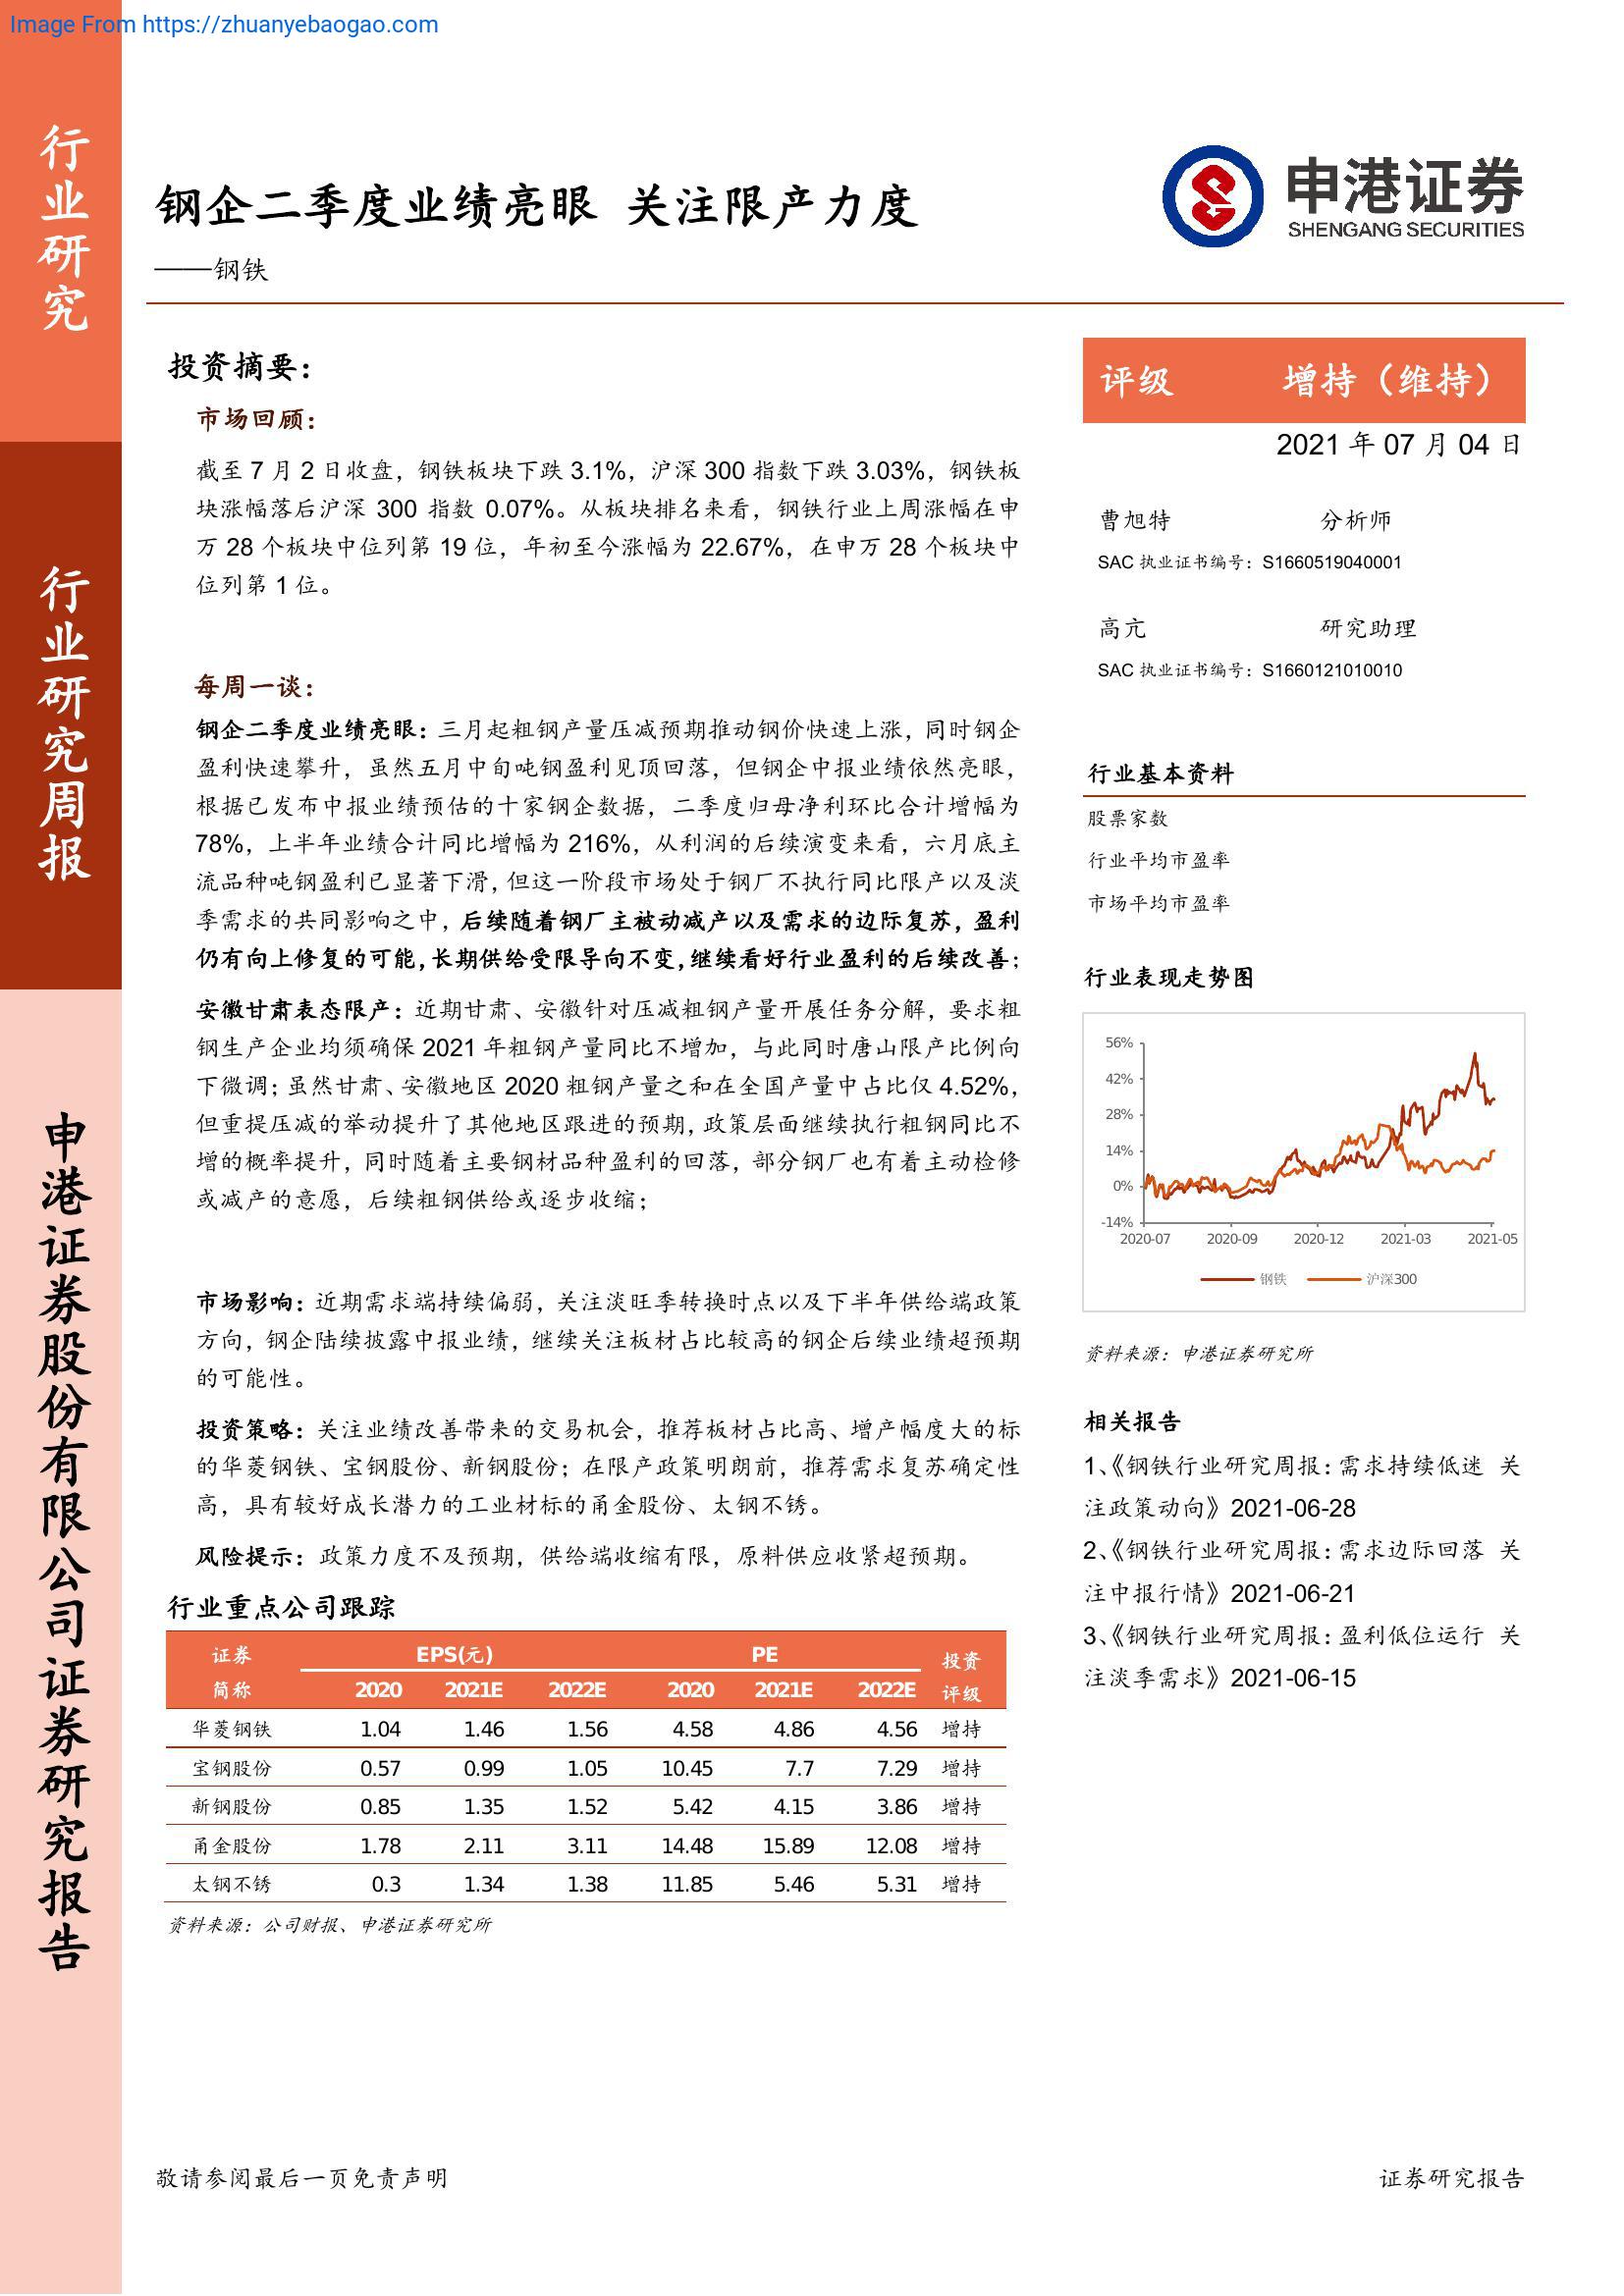 Image From https://zhuanyebaogao.com
行业研究
行业研究周报
申港证券股份有限公司证券研究报告
钢企二季度业绩亮眼 关注限产力度
——钢铁
申港证券
SHENGANG SECURITIES
投资摘要：
市场回顾：
截至 7 月 2 日收盘，钢铁板块下跌 3.1%，沪深 300 指数下跌 3.03%，钢铁板
块涨幅落后沪深 300 指数 0.07%。从板块排名来看，钢铁行业上周涨幅在申
万 28 个板块中位列第 19 位，年初至今涨幅为 22.67%，在申万 28 个板块中
位列第 1 位。
每周一谈：
钢企二季度业绩亮眼：三月起粗钢产量压减预期推动钢价快速上涨，同时钢企
盈利快速攀升，虽然五月中旬吨钢盈利见顶回落，但钢企中报业绩依然亮眼，
根据已发布中报业绩预估的十家钢企数据，二季度归母净利环比合计增幅为
78%，上半年业绩合计同比增幅为 216%，从利润的后续演变来看，六月底主
流品种吨钢盈利已显著下滑，但这一阶段市场处于钢厂不执行同比限产以及淡
季需求的共同影响之中，后续随着钢厂主被动减产以及需求的边际复苏，盈利
仍有向上修复的可能，长期供给受限导向不变，继续看好行业盈利的后续改善；
安徽甘肃表态限产：近期甘肃、安徽针对压减粗钢产量开展任务分解，要求粗
钢生产企业均须确保 2021 年粗钢产量同比不增加，与此同时唐山限产比例向
下微调；虽然甘肃、安徽地区 2020 粗钢产量之和在全国产量中占比仅 4.52%，
但重提压减的举动提升了其他地区跟进的预期，政策层面继续执行粗钢同比不
增的概率提升，同时随着主要钢材品种盈利的回落，部分钢厂也有着主动检修
或减产的意愿，后续粗钢供给或逐步收缩；
市场影响：近期需求端持续偏弱，关注淡旺季转换时点以及下半年供给端政策
方向，钢企陆续披露中报业绩，继续关注板材占比较高的钢企后续业绩超预期
的可能性。
投资策略：关注业绩改善带来的交易机会，推荐板材占比高、增产幅度大的标
的华菱钢铁、宝钢股份、新钢股份；在限产政策明朗前，推荐需求复苏确定性
高，具有较好成长潜力的工业材标的甬金股份、太钢不锈。
风险提示：政策力度不及预期，供给端收缩有限，原料供应收紧超预期。
行业重点公司跟踪
证券 EPS(元) PE 投资
简称 2020 2021E 2022E 2020 2021E 2022E 评级
华菱钢铁 1.04 1.46 1.56 4.58 4.86 4.56 增持
宝钢股份 0.57 0.99 1.05 10.45 7.7 7.29 增持
新钢股份 0.85 1.35 1.52 5.42 4.15 3.86 增持
甬金股份 1.78 2.11 3.11 14.48 15.89 12.08 增持
太钢不锈 0.3 1.34 1.38 11.85 5.46 5.31 增持
资料来源：公司财报、申港证券研究所
评级 增持（维持）
2021 年 07 月 04 日
曹旭特 分析师
SAC 执业证书编号：S1660519040001
高亢 研究助理
SAC 执业证书编号：S1660121010010
行业基本资料
股票家数
行业平均市盈率
市场平均市盈率
行业表现走势图
56%
42%
28%
14%
0%
-14%
2020-07 2020-09 2020-12 2021-03 2021-05
钢铁 沪深300
资料来源：申港证券研究所
相关报告
1、《钢铁行业研究周报：需求持续低迷 关
注政策动向》2021-06-28
2、《钢铁行业研究周报：需求边际回落 关
注中报行情》2021-06-21
3、《钢铁行业研究周报：盈利低位运行 关
注淡季需求》2021-06-15
敬请参阅最后一页免责声明 证券研究报告